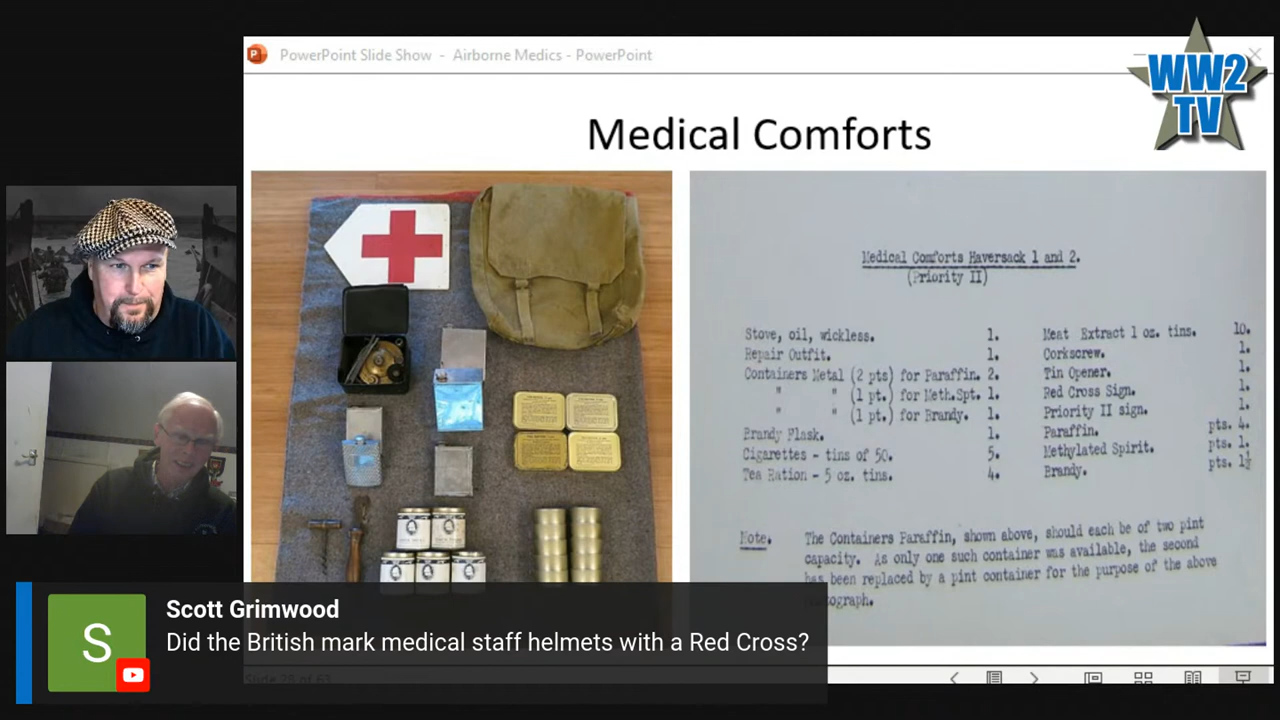 PowerPoint Slide Show - Airborne Medics - PowerPoint
WW2
TV
Medical Comforts
Medical Comforts Haversack 1 and 2.
(Priority II)
Stove, oil, wickless. 1.
Repair Outfit. 1.
Containers Metal (2 pts) for Paraffin. 2.
" " (1 pt) for Meth.Spt. 1.
" " (1 pt.) for Brandy. 1.
Brandy Flask. 1.
Cigarettes - tins of 50. 5.
Tea Ration - 5 oz. tins. 4.
Meat Extract 1 oz. tins. 10.
Corkscrew. 1.
Tin Opener. 1.
Red Cross Sign. 1.
Priority II sign. 1.
Paraffin. pts. 4.
Methylated Spirit. pts. 1.
Brandy. pts.
Note. The Containers Paraffin, shown above, should each be of two pint
capacity. As only one such container was available, the second
has been replaced by a pint container for the purpose of the above
S
Scott Grimwood
Did the British mark medical staff helmets with a Red Cross?
Slide 28 of 63